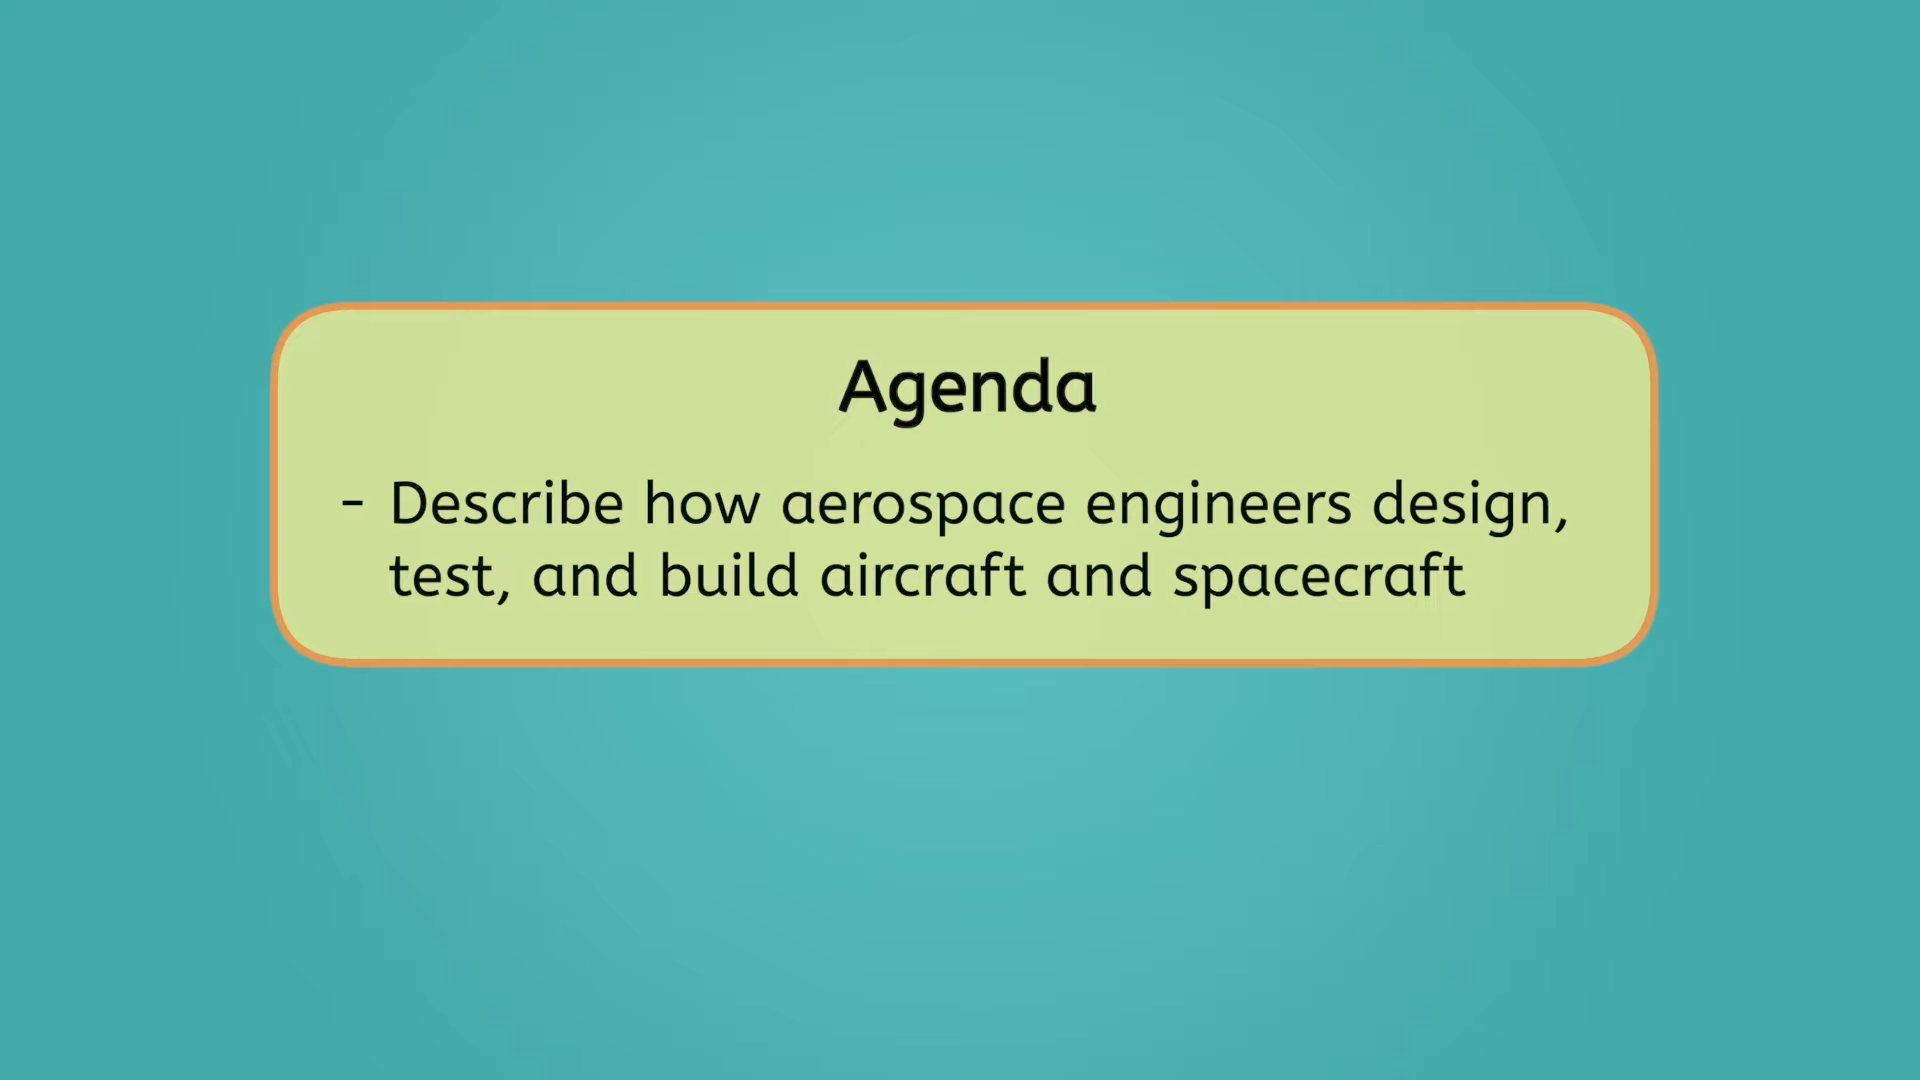 Agenda
- Describe how aerospace engineers design,
test, and build aircraft and spacecraft